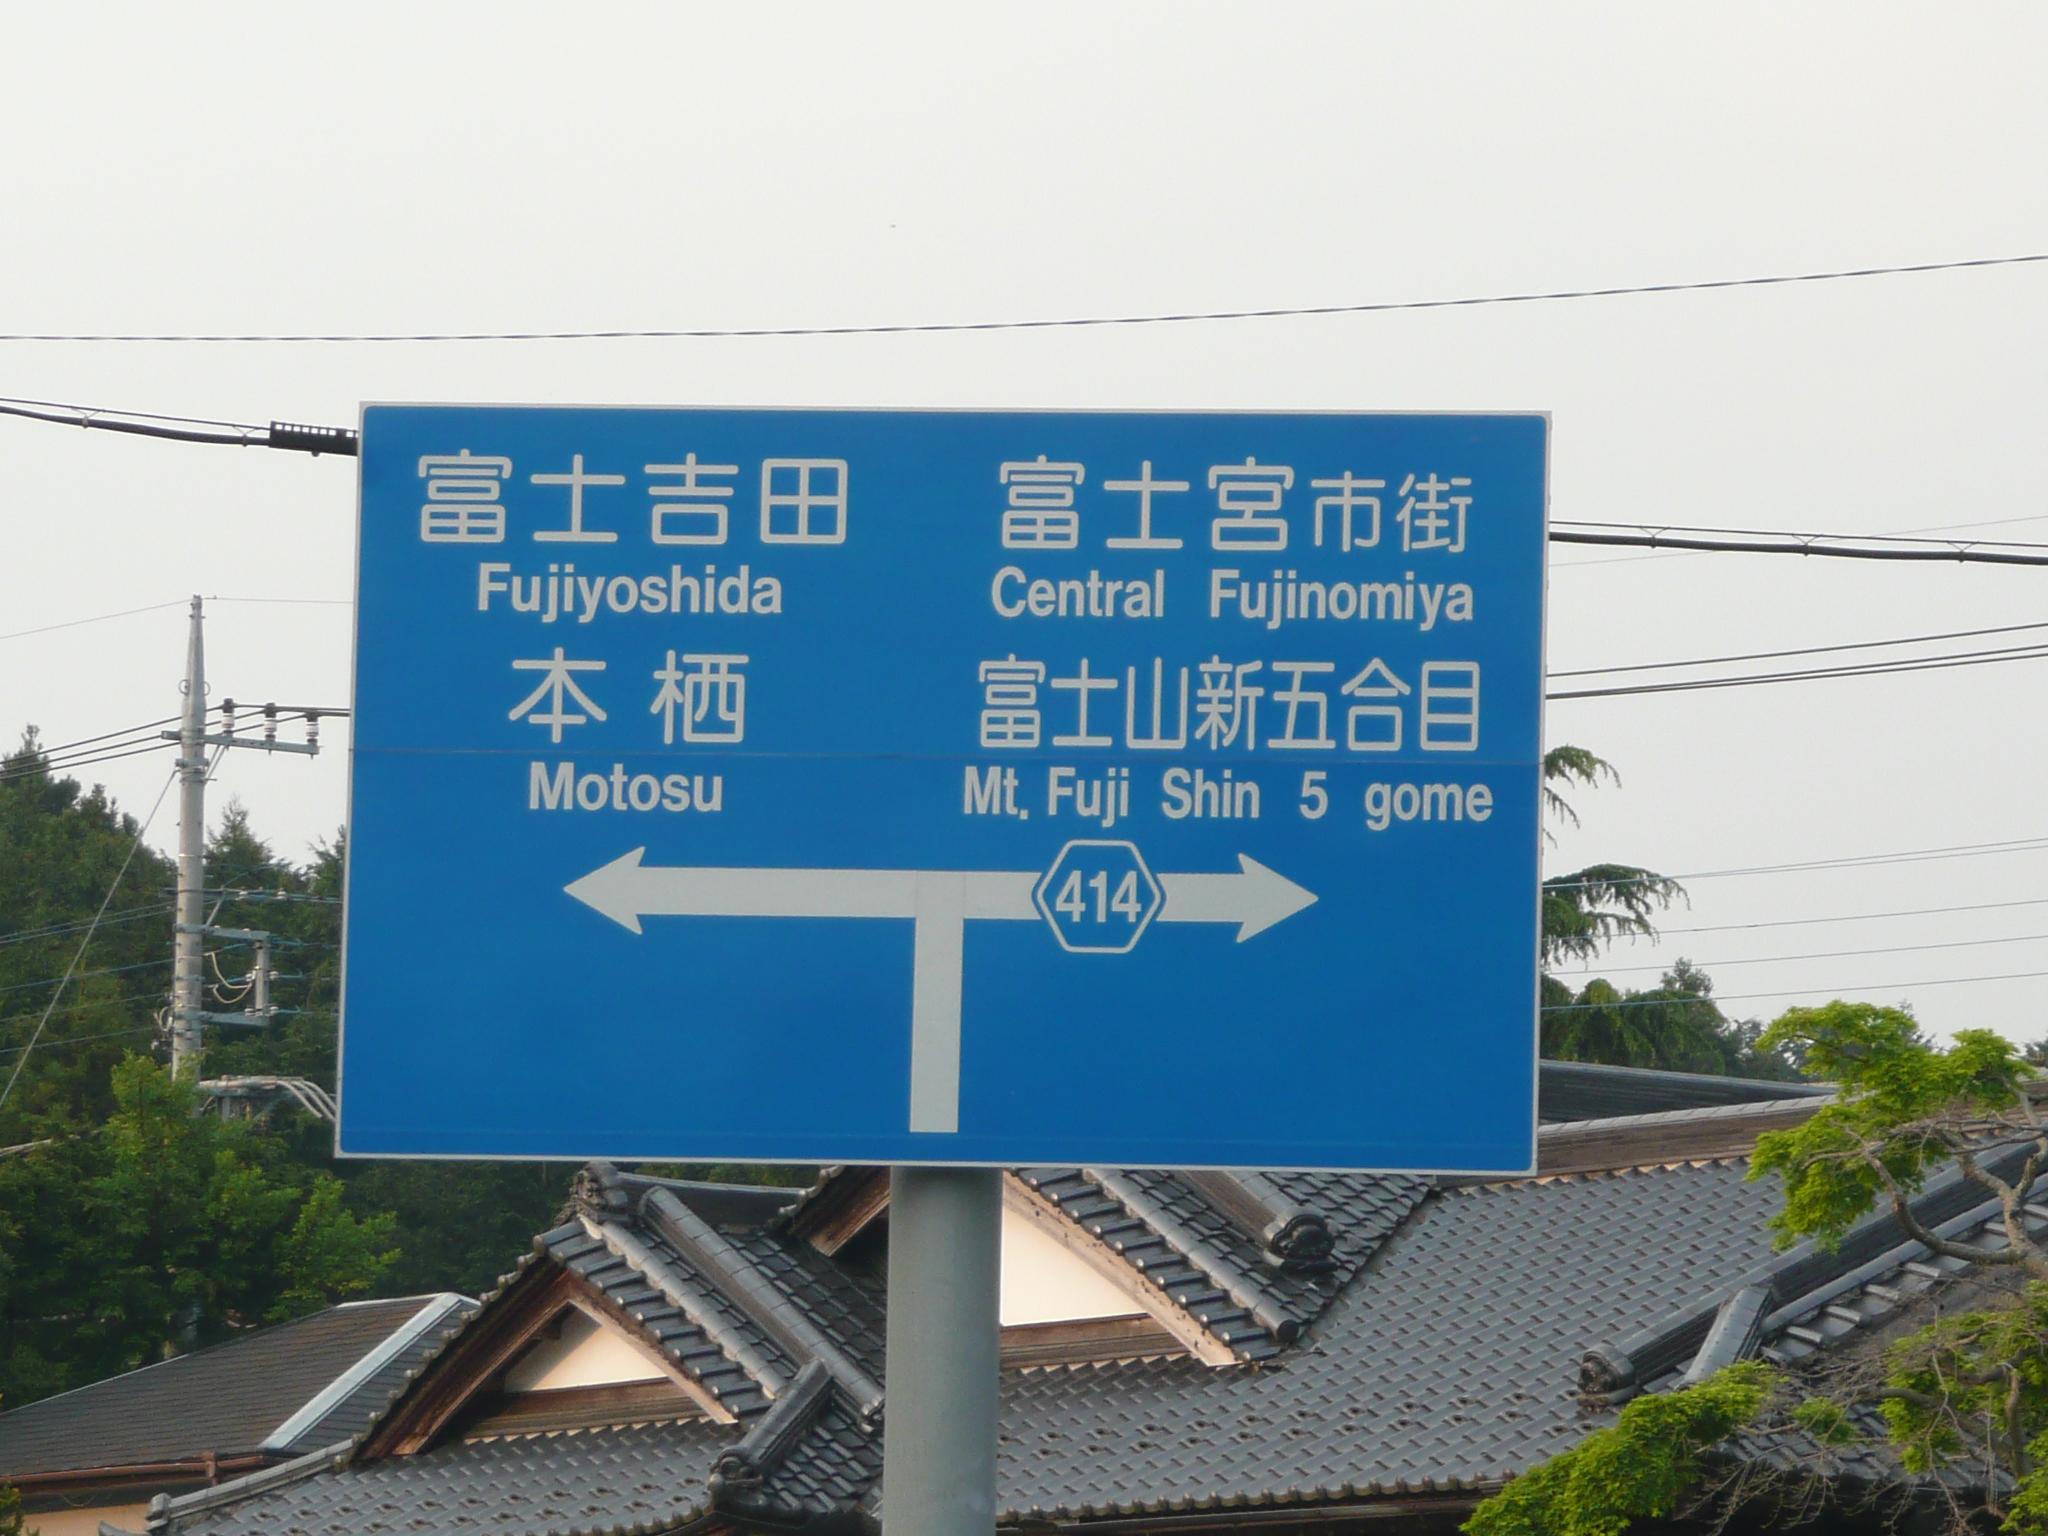 富士吉田
Fujiyoshida
本栖
Motosu
富士宮市街
Central Fujinomiya
富士山新五合目
Mt. Fuji Shin 5 gome
414